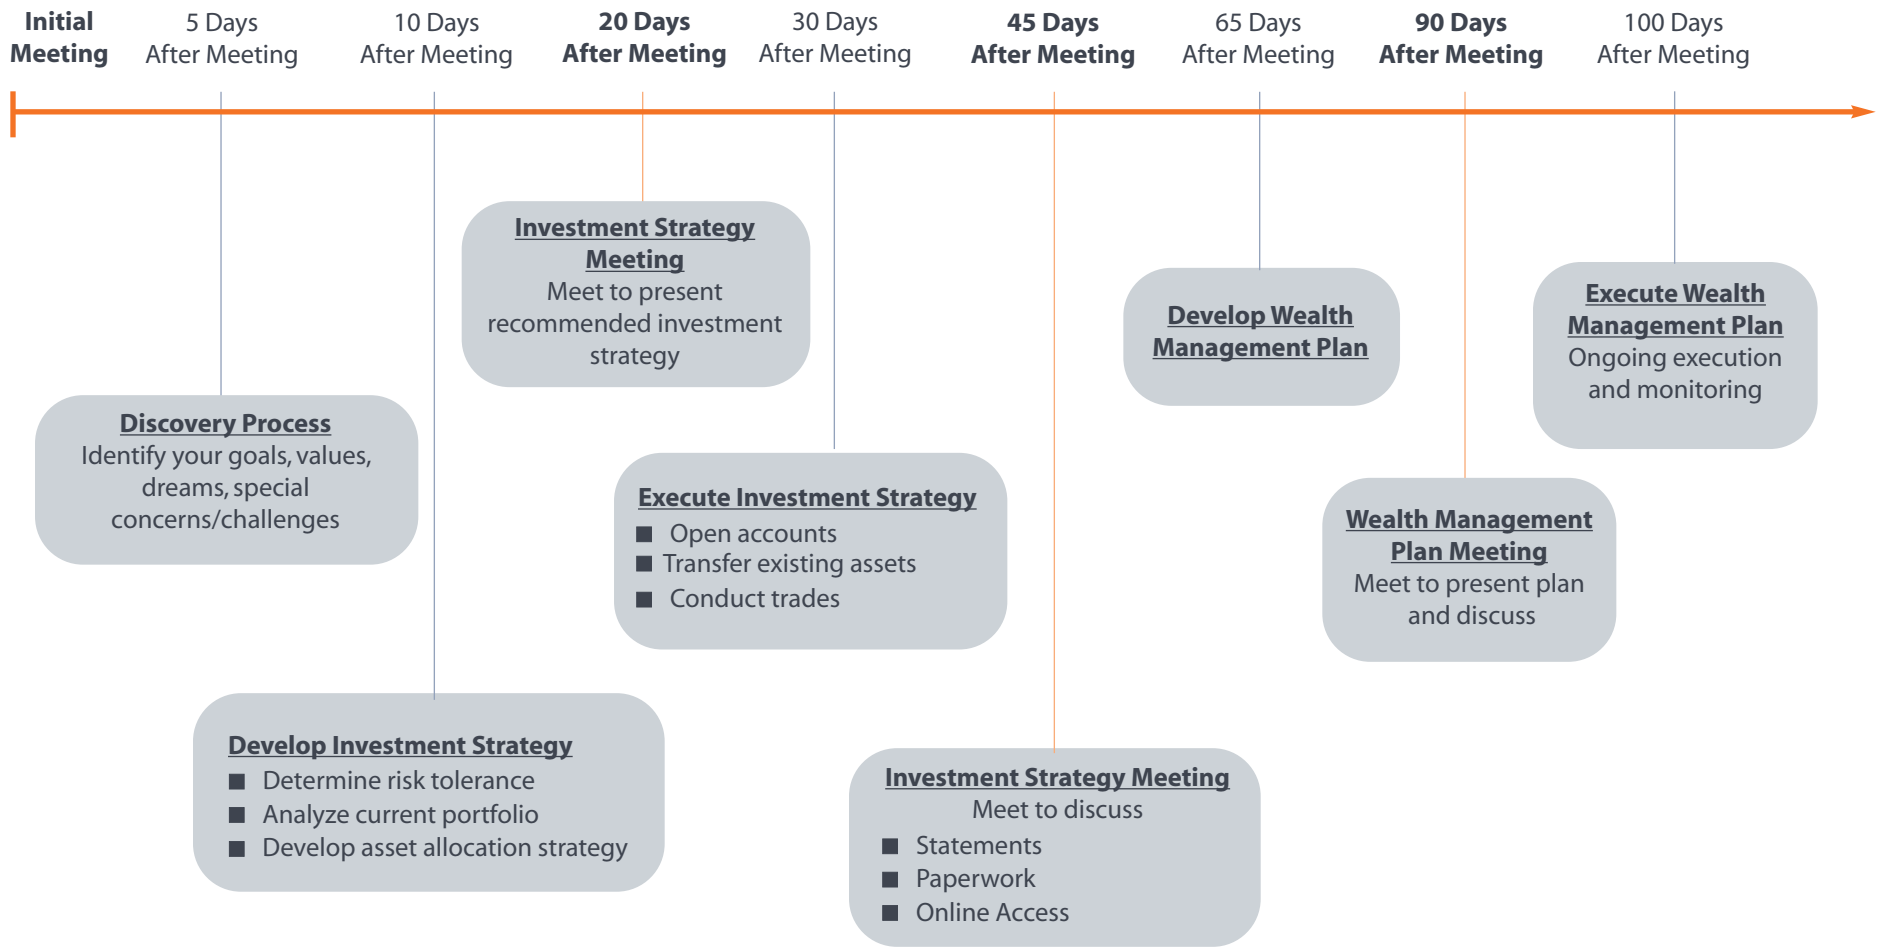 Initial
Meeting
5 Days
After Meeting
10 Days
After Meeting
20 Days
After Meeting
30 Days
After Meeting
45 Days
After Meeting
65 Days
After Meeting
90 Days
After Meeting
100 Days
After Meeting
Discovery Process
Identify your goals, values,
dreams, special
concerns/challenges
Develop Investment Strategy
Determine risk tolerance
Analyze current portfolio
Develop asset allocation strategy
Investment Strategy
Meeting
Meet to present
recommended investment
strategy
Execute Investment Strategy
Open accounts
Transfer existing assets
Conduct trades
Investment Strategy Meeting
Meet to discuss
Statements
Paperwork
Online Access
Develop Wealth
Management Plan
Wealth Management
Plan Meeting
Meet to present plan
and discuss
Execute Wealth
Management Plan
Ongoing execution
and monitoring